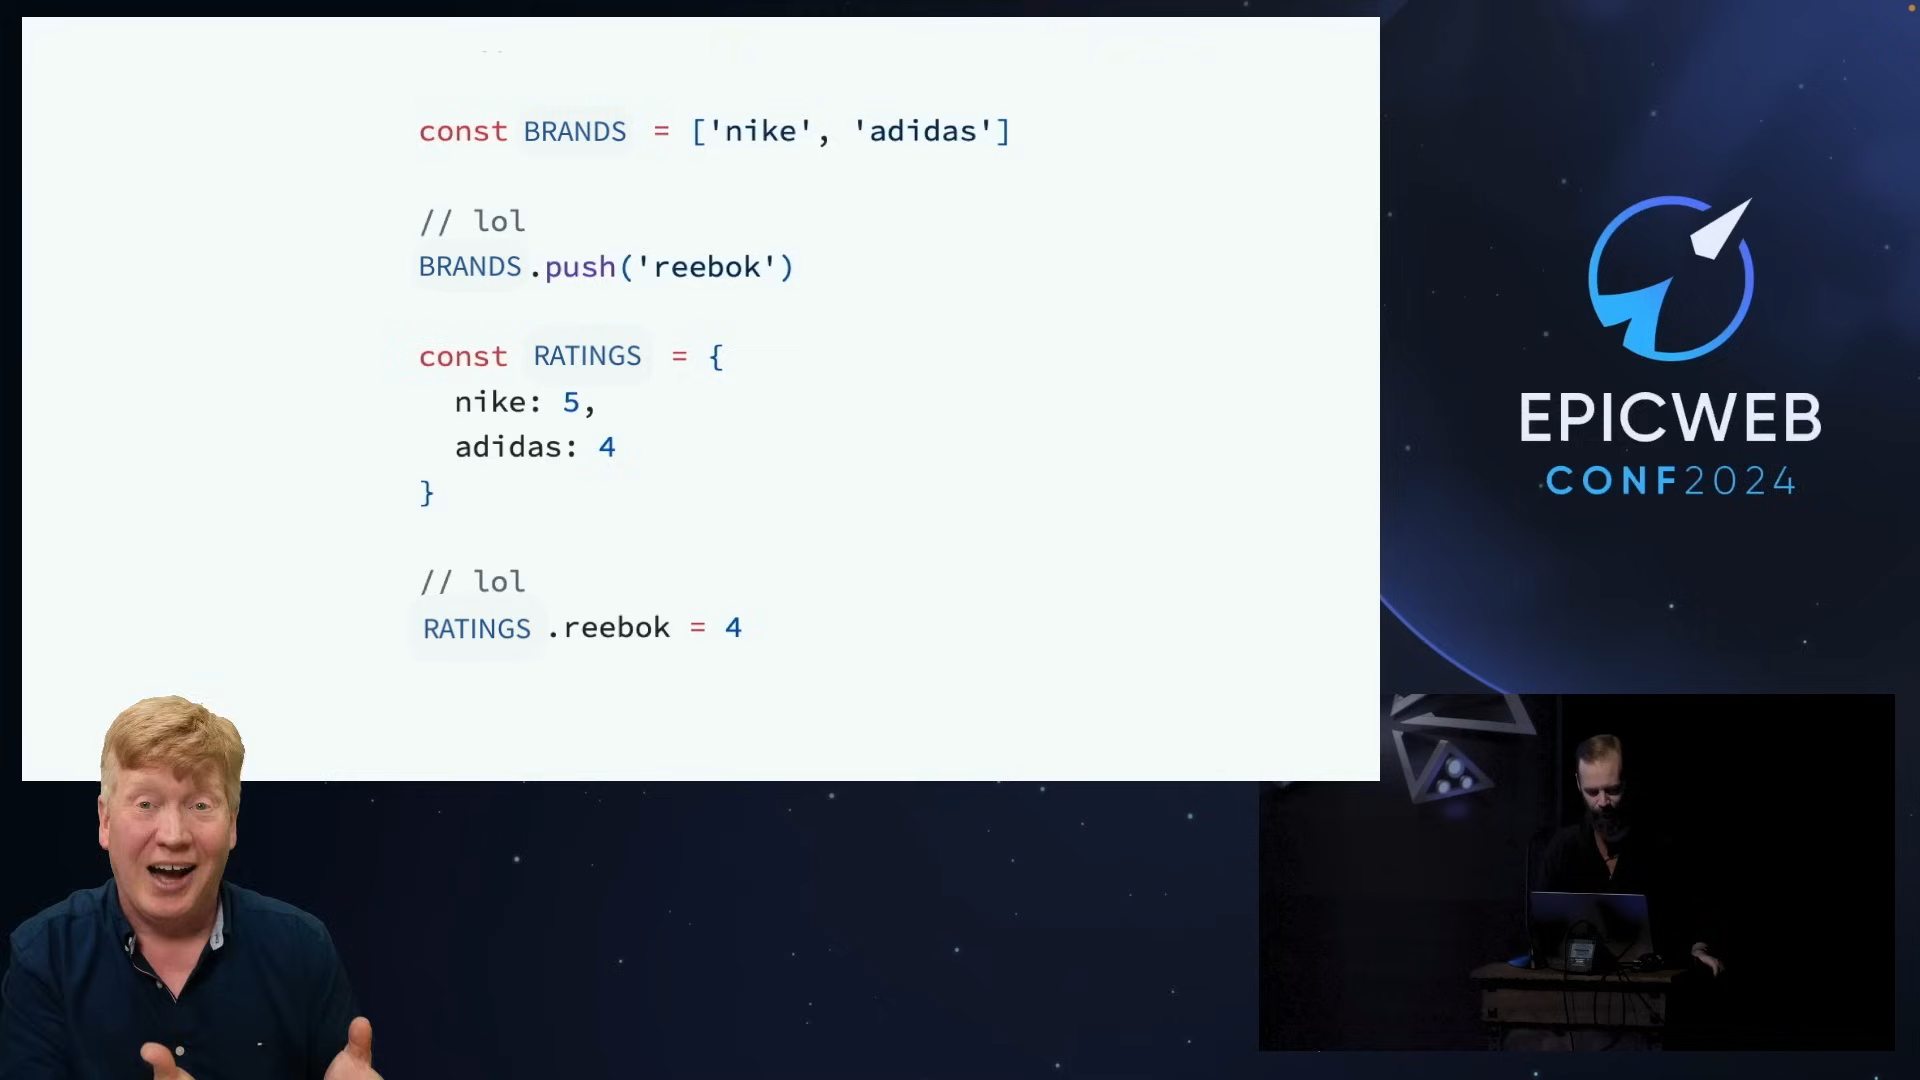 const BRANDS = ['nike', 'adidas']
// lol
BRANDS .push('reebok')
const RATINGS = {
nike: 5,
adidas: 4
}
// lol
RATINGS .reebok = 4
EPICWEB
CONF2024